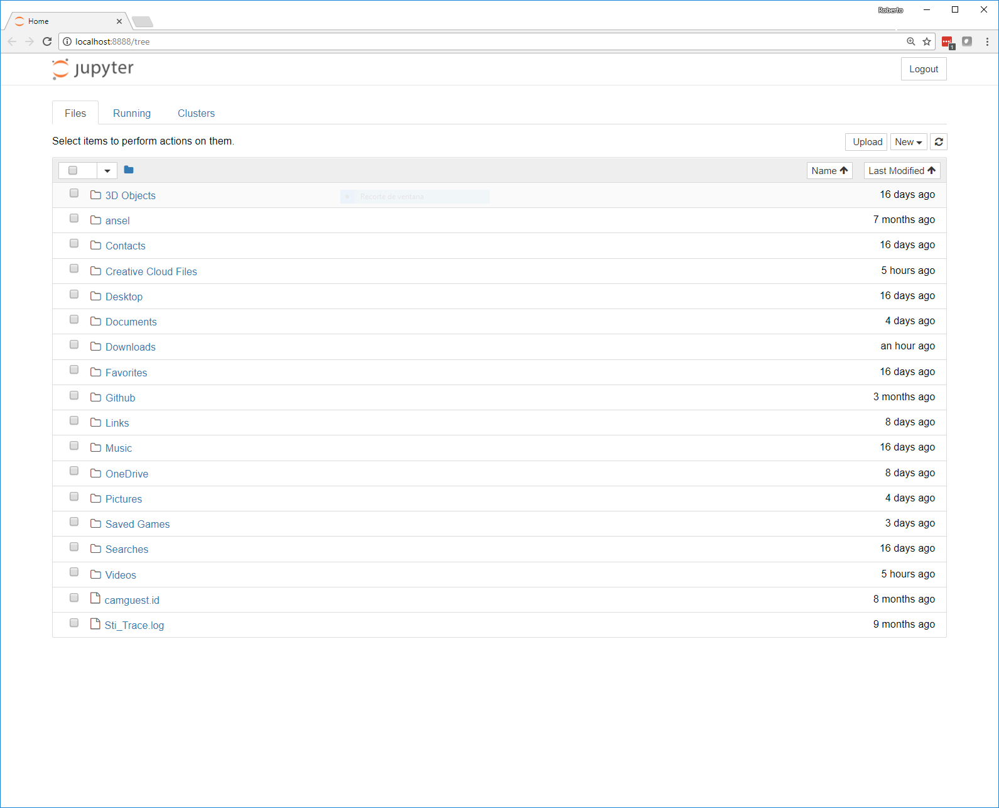 Roberto
Home
localhost:8888/tree
1
jupyter
Logout
Files Running Clusters
Select items to perform actions on them.
Upload New
Name Last Modified
3D Objects 16 days ago
Recorte de ventana
ansel 7 months ago
Contacts 16 days ago
Creative Cloud Files 5 hours ago
Desktop 16 days ago
Documents 4 days ago
Downloads an hour ago
Favorites 16 days ago
Github 3 months ago
Links 8 days ago
Music 16 days ago
OneDrive 8 days ago
Pictures 4 days ago
Saved Games 3 days ago
Searches 16 days ago
Videos 5 hours ago
camguest.id 8 months ago
Sti_Trace.log 9 months ago